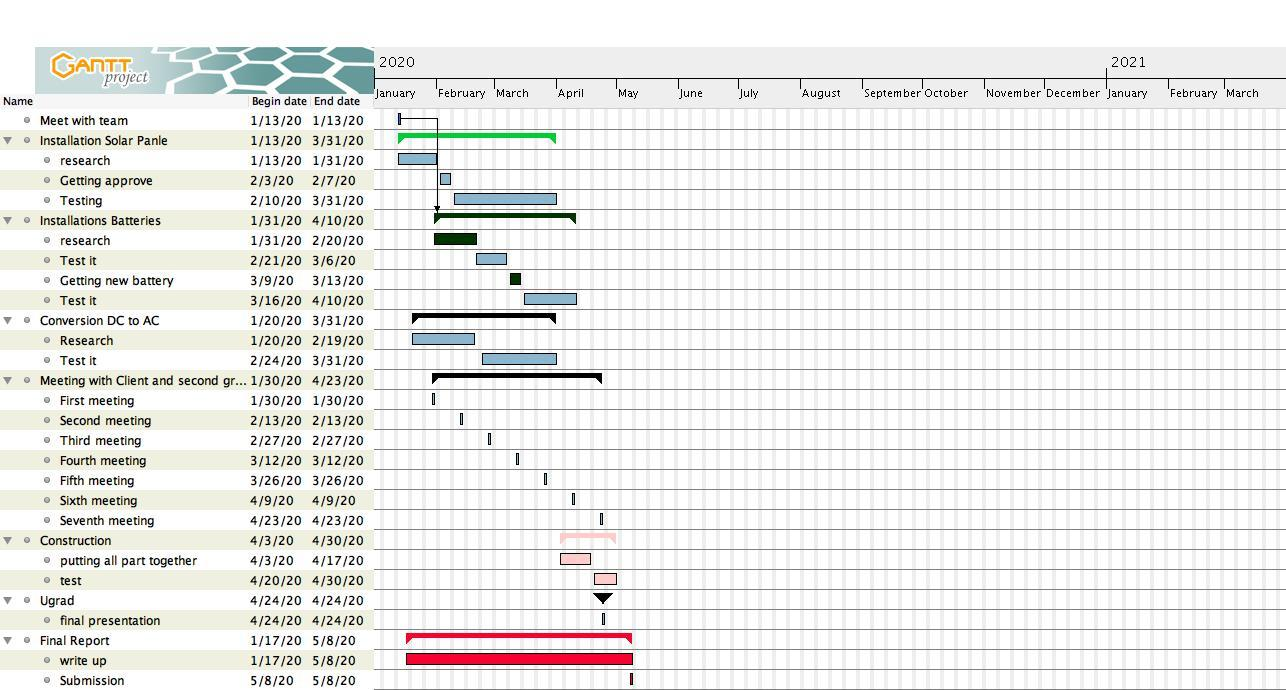 GANTT
project
2020 2021
January February March April May June July August September October November December January February March
Name Begin date End date
Meet with team 1/13/20 1/13/20
Installation Solar Panle 1/13/20 3/31/20
research 1/13/20 1/31/20
Getting approve 2/3/20 2/7/20
Testing 2/10/20 3/31/20
Installations Batteries 1/31/20 4/10/20
research 1/31/20 2/20/20
Test it 2/21/20 3/6/20
Getting new battery 3/9/20 3/13/20
Test it 3/16/20 4/10/20
Conversion DC to AC 1/20/20 3/31/20
Research 1/20/20 2/19/20
Test it 2/24/20 3/31/20
Meeting with Client and second gr... 1/30/20 4/23/20
First meeting 1/30/20 1/30/20
Second meeting 2/13/20 2/13/20
Third meeting 2/27/20 2/27/20
Fourth meeting 3/12/20 3/12/20
Fifth meeting 3/26/20 3/26/20
Sixth meeting 4/9/20 4/9/20
Seventh meeting 4/23/20 4/23/20
Construction 4/3/20 4/30/20
putting all part together 4/3/20 4/17/20
test 4/20/20 4/30/20
Ugrad 4/24/20 4/24/20
final presentation 4/24/20 4/24/20
Final Report 1/17/20 5/8/20
write up 1/17/20 5/8/20
Submission 5/8/20 5/8/20